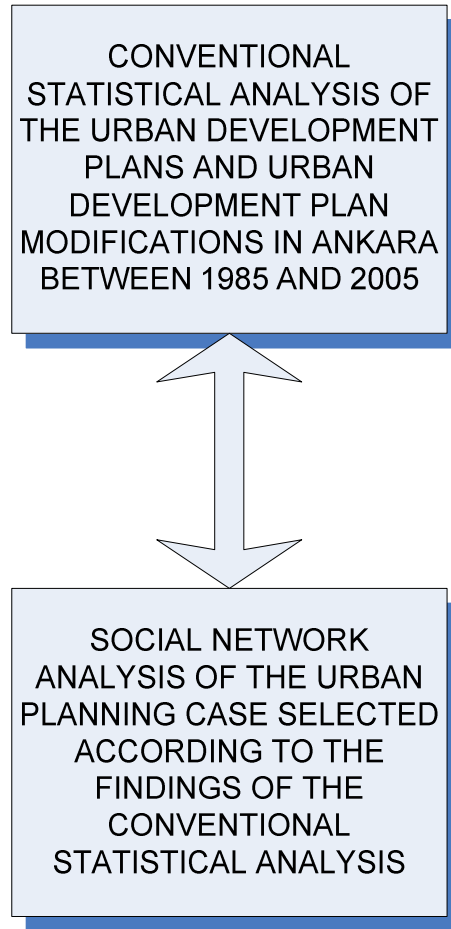 CONVENTIONAL
STATISTICAL ANALYSIS OF
THE URBAN DEVELOPMENT
PLANS AND URBAN
DEVELOPMENT PLAN
MODIFICATIONS IN ANKARA
BETWEEN 1985 AND 2005
SOCIAL NETWORK
ANALYSIS OF THE URBAN
PLANNING CASE SELECTED
ACCORDING TO THE
FINDINGS OF THE
CONVENTIONAL
STATISTICAL ANALYSIS